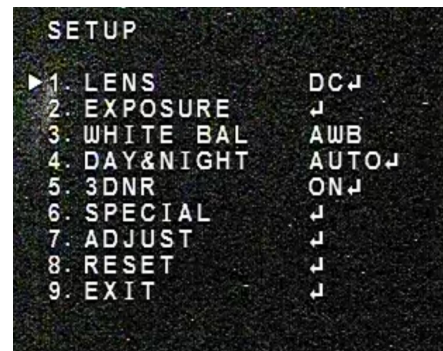 SETUP
▶1. LENS DC↲
2. EXPOSURE ↲
3. WHITE BAL AWB
4. DAY&NIGHT AUTO↲
5. 3DNR ON↲
6. SPECIAL ↲
7. ADJUST ↲
8. RESET ↲
9. EXIT ↲